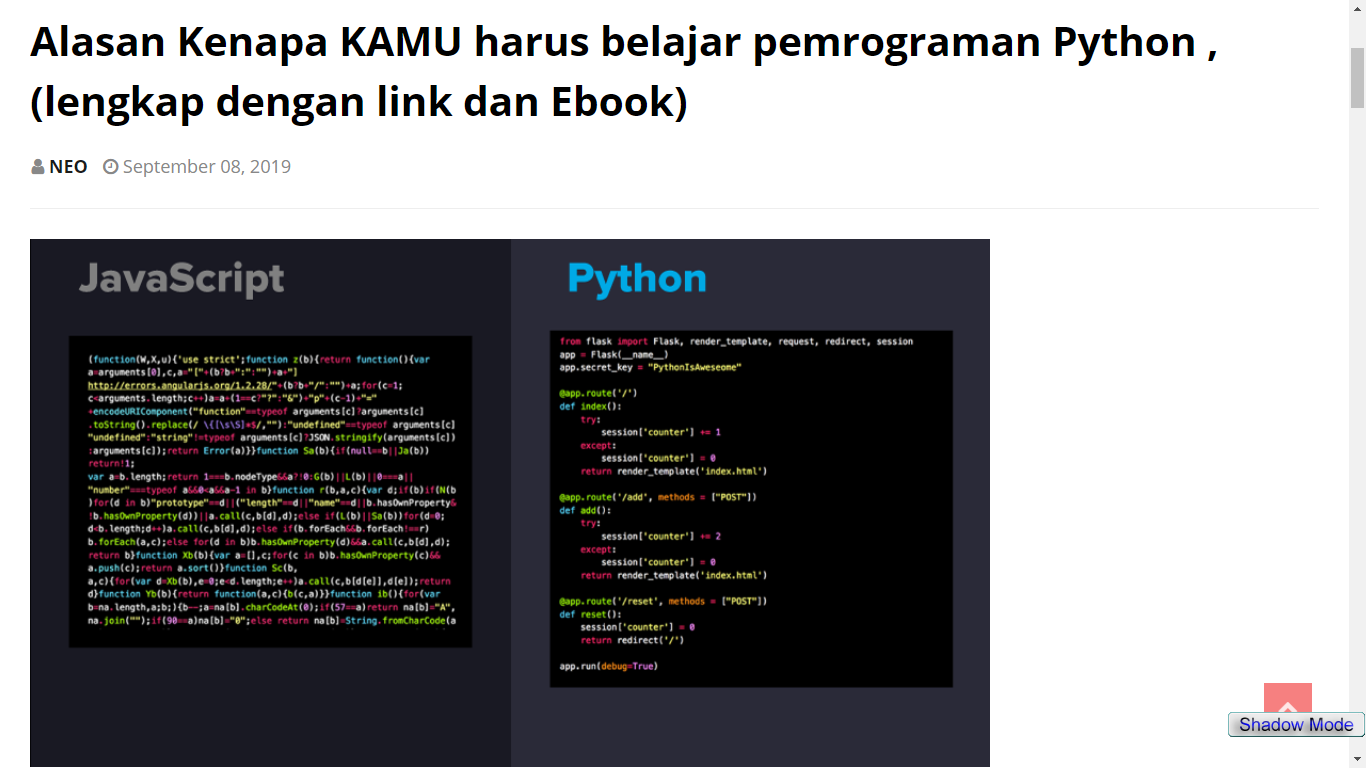 Alasan Kenapa KAMU harus belajar pemrograman Python ,
(lengkap dengan link dan Ebook)
NEO September 08, 2019
JavaScript
(function(W,X,u){'use strict';function z(b){return function(){var
a=arguments[0],c,a="["+(b?b+":":"")+a+"]
http://errors.angularjs.org/1.2.28/"+(b?b+"/":"")+a;for(c=1;
c<arguments.length;c++)a=a+(1==c?"?":"&")+"p"+(c-1)+"="
+encodeURIComponent("function"==typeof arguments[c]?arguments[c]
.toString().replace(/ \{[\s\S]*$/,""):"undefined"==typeof arguments[c]?
"undefined":"string"!=typeof arguments[c]?JSON.stringify(arguments[c])
:arguments[c]);return Error(a)}}function Sa(b){if(null==b||Ja(b))
return!1;
var a=b.length;return 1===b.nodeType&&a?!0:G(b)||L(b)||0===a||
"number"===typeof a&&0<a&&a-1 in b}function r(b,a,c){var d;if(b)if(N(b
)for(d in b)"prototype"==d||"length"==d||"name"==d||b.hasOwnProperty&
!b.hasOwnProperty(d))||a.call(c,b[d],d);else if(L(b)||Sa(b))for(d=0;
d<b.length;d++)a.call(c,b[d],d);else if(b.forEach&&b.forEach!==r)
b.forEach(a,c);else for(d in b)b.hasOwnProperty(d)&&a.call(c,b[d],d);
return b}function Xb(b){var a=[],c;for(c in b)b.hasOwnProperty(c)&&
a.push(c);return a.sort()}function Sc(b,
a,c){for(var d=Xb(b),e=0;e<d.length;e++)a.call(c,b[d[e]],d[e]);return
d}function Yb(b){return function(a,c){b(c,a)}}function ib(){for(var
b=na.length,a;b;){b--;a=na[b].charCodeAt(0);if(57==a)return na[b]="A",
na.join("");if(90==a)na[b]="0";else return na[b]=String.fromCharCode(a
Python
from flask import Flask, render_template, request, redirect, session
app = Flask(__name__)
app.secret_key = "PythonIsAweseome"
@app.route('/')
def index():
try:
session['counter'] += 1
except:
session['counter'] = 0
return render_template('index.html')
@app.route('/add', methods = ["POST"])
def add():
try:
session['counter'] += 2
except:
session['counter'] = 0
return render_template('index.html')
@app.route('/reset', methods = ["POST"])
def reset():
session['counter'] = 0
return redirect('/')
app.run(debug=True)
Shadow Mode